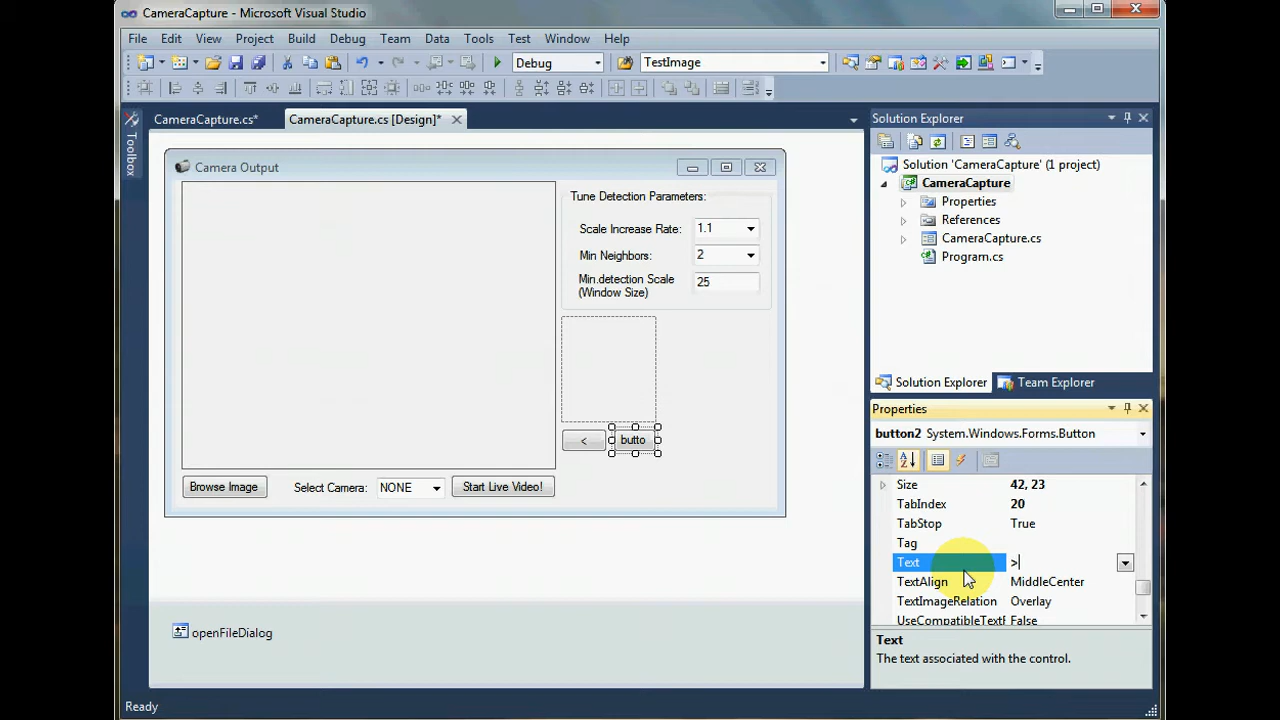 CameraCapture - Microsoft Visual Studio
File Edit View Project Build Debug Team Data Tools Test Window Help
Debug TestImage
CameraCapture.cs* CameraCapture.cs [Design]*
Toolbox
Camera Output
Tune Detection Parameters:
Scale Increase Rate: 1.1
Min Neighbors: 2
Min.detection Scale 25
(Window Size)
< butto
Browse Image Select Camera: NONE Start Live Video!
openFileDialog
Solution Explorer
Solution 'CameraCapture' (1 project)
CameraCapture
Properties
References
CameraCapture.cs
Program.cs
Solution Explorer Team Explorer
Properties
button2 System.Windows.Forms.Button
Size 42, 23
TabIndex 20
TabStop True
Tag
Text >
TextAlign MiddleCenter
TextImageRelation Overlay
UseCompatibleTextF False
Text
The text associated with the control.
Ready